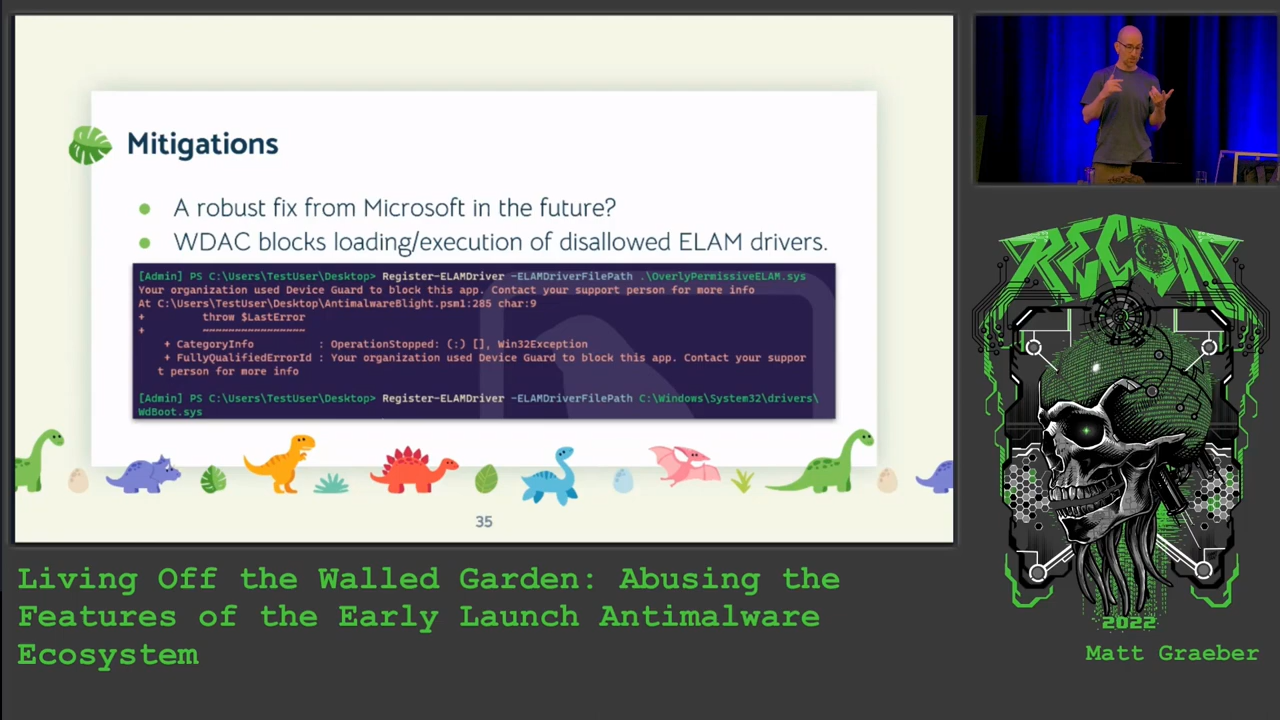 Mitigations
A robust fix from Microsoft in the future?
WDAC blocks loading/execution of disallowed ELAM drivers.
[Admin] PS C:\Users\TestUser\Desktop> Register-ELAMDriver -ELAMDriverFilePath .\OverlyPermissiveELAM.sys
Your organization used Device Guard to block this app. Contact your support person for more info
At C:\Users\TestUser\Desktop\AntimalwareBlight.psm1:285 char:9
+         throw $LastError
+         ~~~~~~~~~~~~~~~~
    + CategoryInfo          : OperationStopped: (:) [], Win32Exception
    + FullyQualifiedErrorId : Your organization used Device Guard to block this app. Contact your suppor
   t person for more info
[Admin] PS C:\Users\TestUser\Desktop> Register-ELAMDriver -ELAMDriverFilePath C:\Windows\System32\drivers\
WdBoot.sys
35
RECON
2022
Living Off the Walled Garden: Abusing the
Features of the Early Launch Antimalware
Ecosystem
Matt Graeber